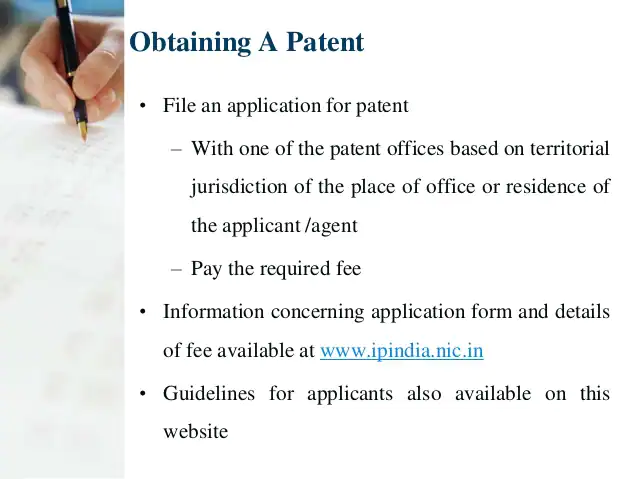 Obtaining A Patent
• File an application for patent
– With one of the patent offices based on territorial
jurisdiction of the place of office or residence of
the applicant /agent
– Pay the required fee
• Information concerning application form and details
of fee available at www.ipindia.nic.in
• Guidelines for applicants also available on this
website